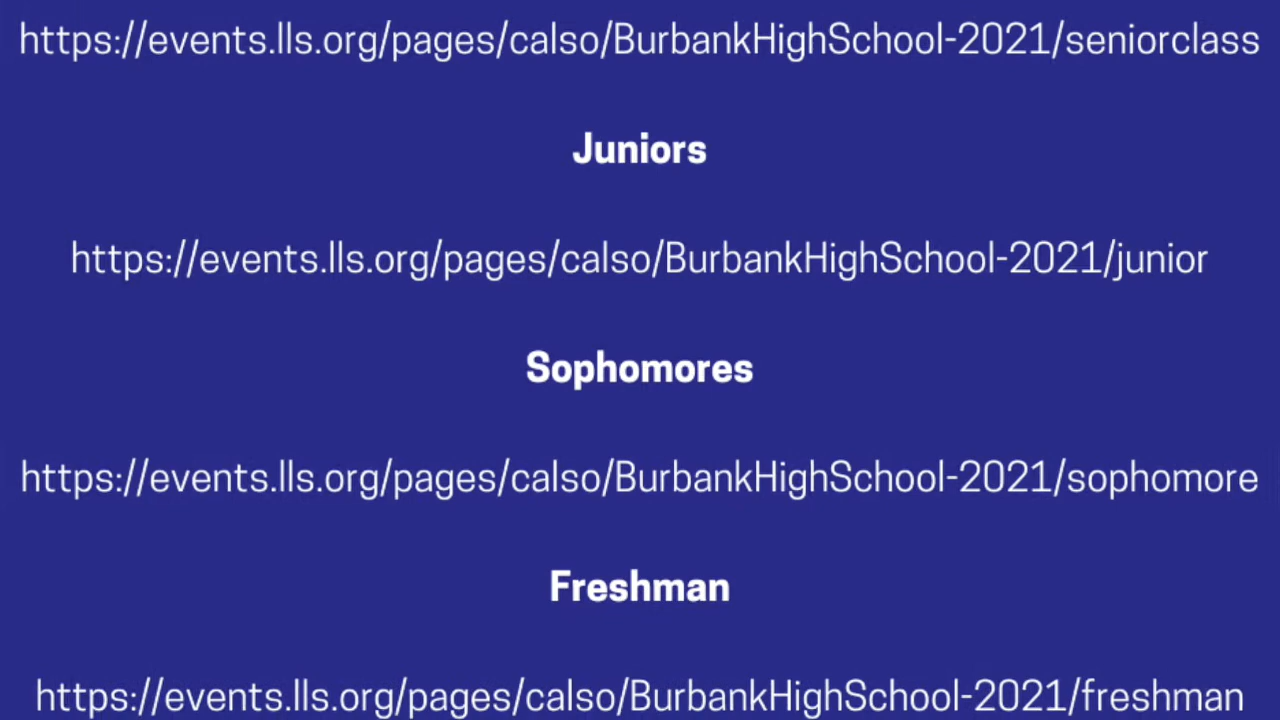 https://events.lls.org/pages/calso/BurbankHighSchool-2021/seniorclass
Juniors
https://events.lls.org/pages/calso/BurbankHighSchool-2021/junior
Sophomores
https://events.lls.org/pages/calso/BurbankHighSchool-2021/sophomore
Freshman
https://events.lls.org/pages/calso/BurbankHighSchool-2021/freshman